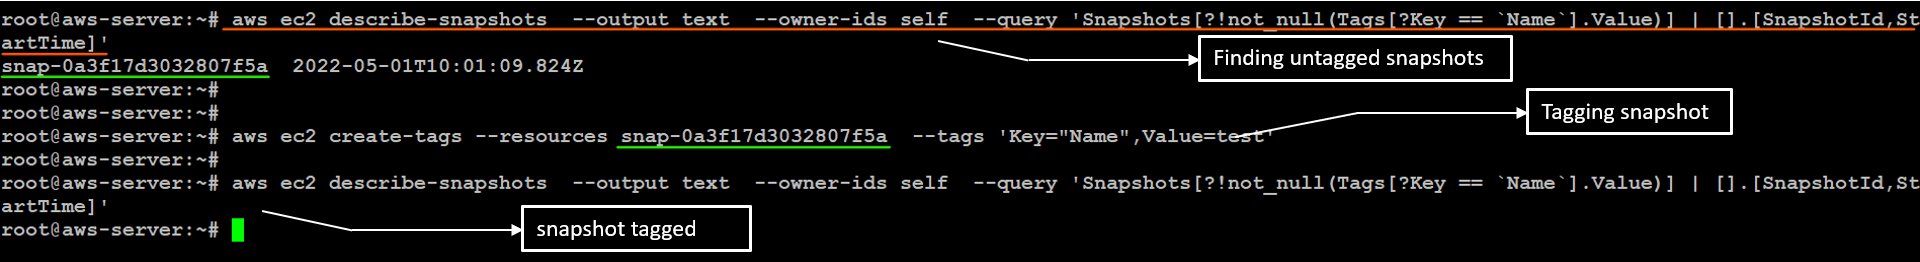 root@aws-server:~# aws ec2 describe-snapshots  --output text  --owner-ids self  --query 'Snapshots[?!not_null(Tags[?Key == `Name`].Value)] | [].[SnapshotId,St
artTime]'
Finding untagged snapshots
snap-0a3f17d3032807f5a  2022-05-01T10:01:09.824Z
root@aws-server:~#
root@aws-server:~#
Tagging snapshot
root@aws-server:~# aws ec2 create-tags --resources snap-0a3f17d3032807f5a  --tags 'Key="Name",Value=test'
root@aws-server:~#
root@aws-server:~# aws ec2 describe-snapshots  --output text  --owner-ids self  --query 'Snapshots[?!not_null(Tags[?Key == `Name`].Value)] | [].[SnapshotId,St
artTime]'
snapshot tagged
root@aws-server:~#